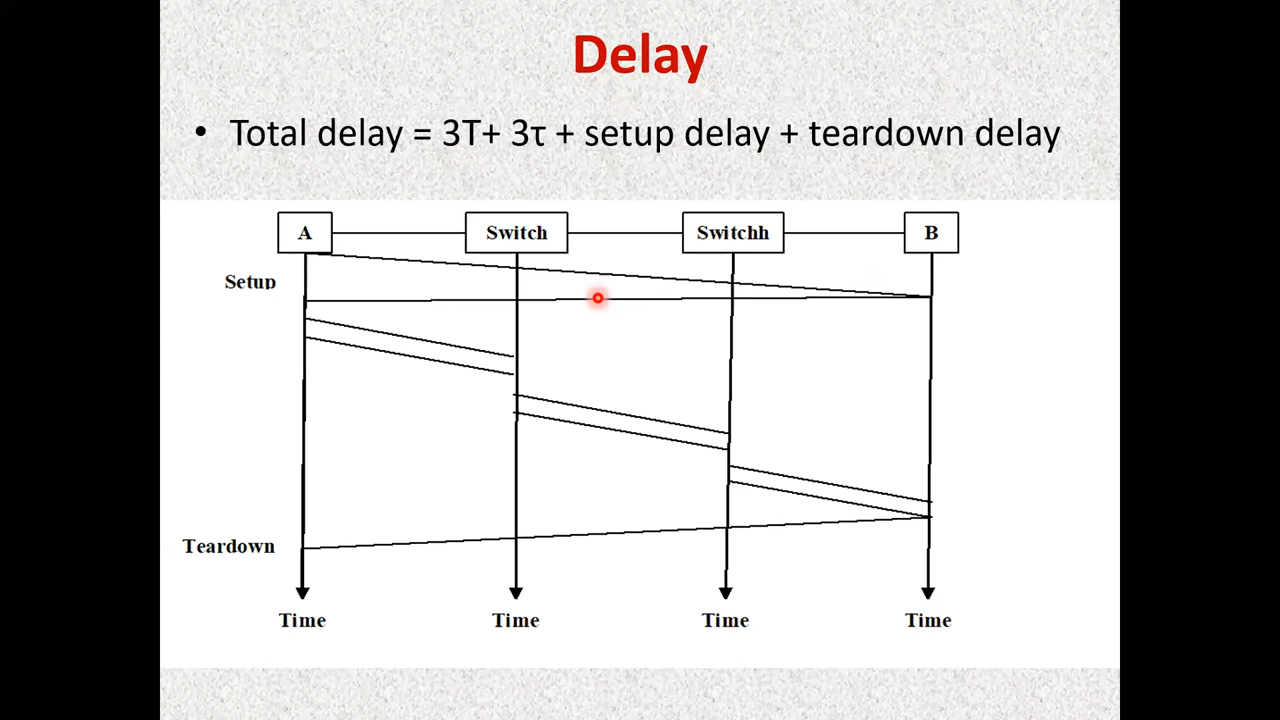 Delay
• Total delay = 3T+ 3τ + setup delay + teardown delay
A Switch Switchh B
Setup
Teardown
Time Time Time Time